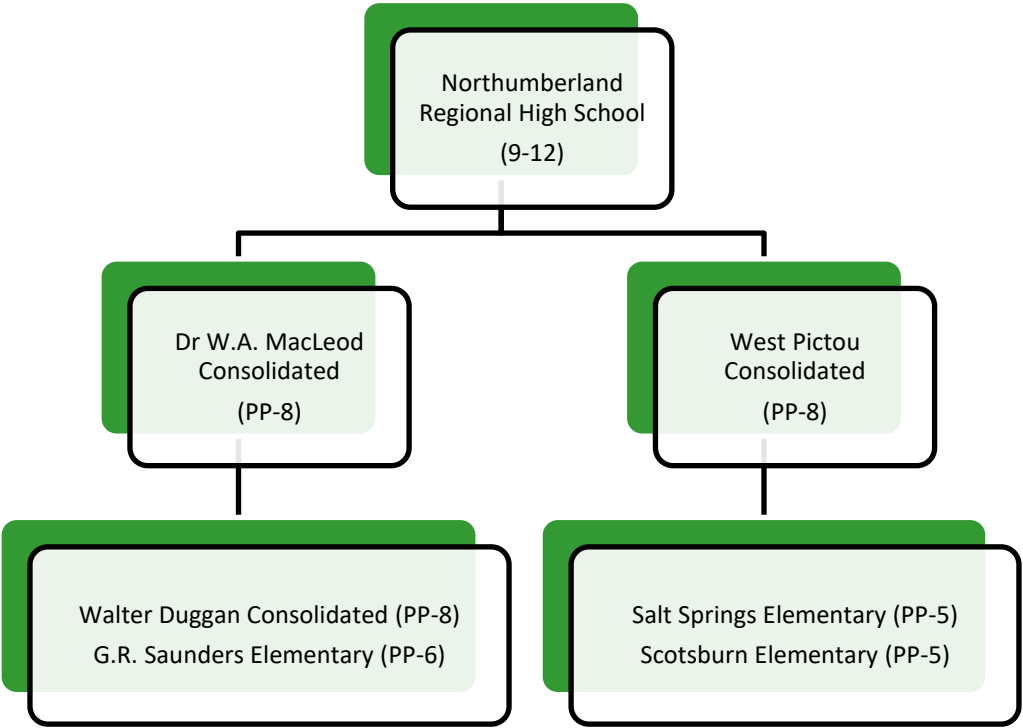 Northumberland
Regional High School
(9-12)
Dr W.A. MacLeod
Consolidated
(PP-8)
West Pictou
Consolidated
(PP-8)
Walter Duggan Consolidated (PP-8)
G.R. Saunders Elementary (PP-6)
Salt Springs Elementary (PP-5)
Scotsburn Elementary (PP-5)